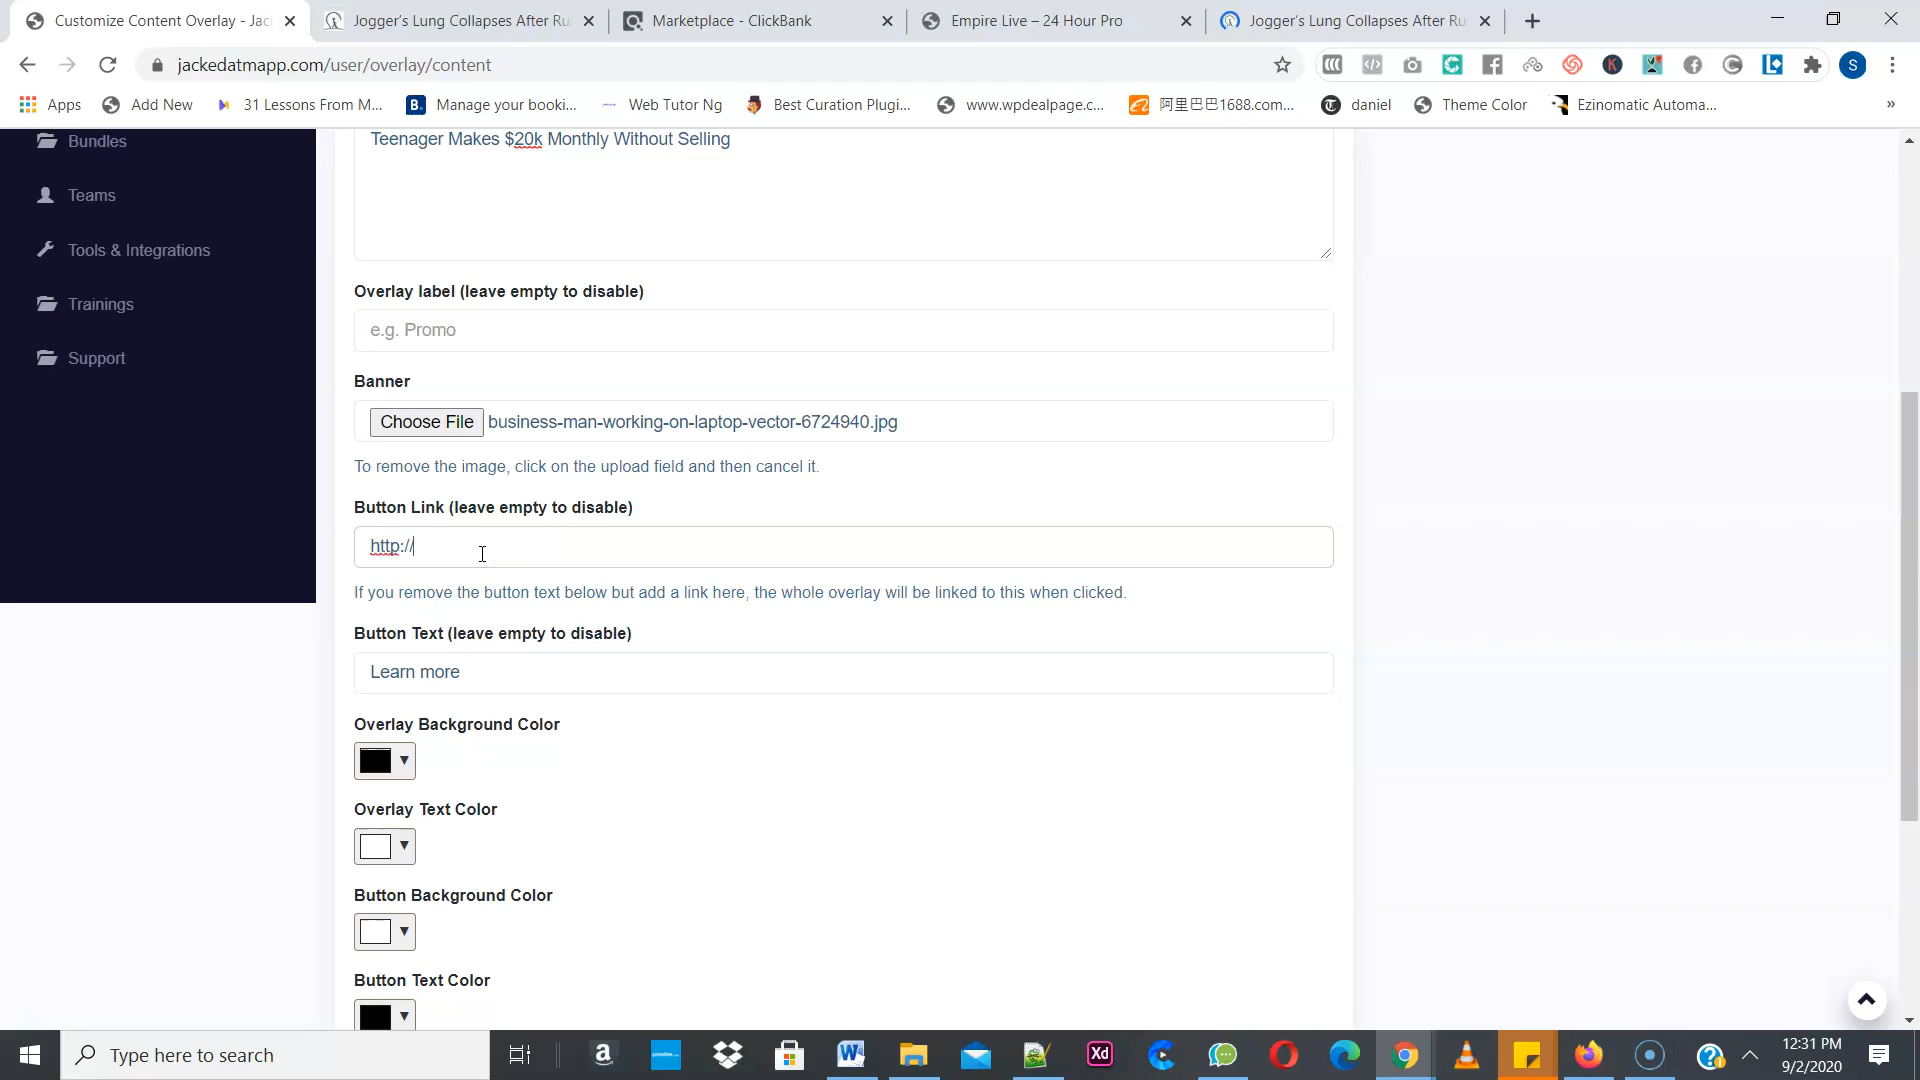 Customize Content Overlay - Jac
Jogger's Lung Collapses After Ru
Marketplace - ClickBank
Empire Live – 24 Hour Pro
Jogger's Lung Collapses After Ru
jackedatmapp.com/user/overlay/content
Apps
Add New
31 Lessons From M...
Manage your booki...
Web Tutor Ng
Best Curation Plugi...
www.wpdealpage.c...
阿里巴巴1688.com...
daniel
Theme Color
Ezinomatic Automa...
»
Bundles
Teams
Tools & Integrations
Trainings
Support
Teenager Makes $20k Monthly Without Selling
Overlay label (leave empty to disable)
e.g. Promo
Banner
Choose File business-man-working-on-laptop-vector-6724940.jpg
To remove the image, click on the upload field and then cancel it.
Button Link (leave empty to disable)
http://
If you remove the button text below but add a link here, the whole overlay will be linked to this when clicked.
Button Text (leave empty to disable)
Learn more
Overlay Background Color
Overlay Text Color
Button Background Color
Button Text Color
Type here to search
12:31 PM
9/2/2020